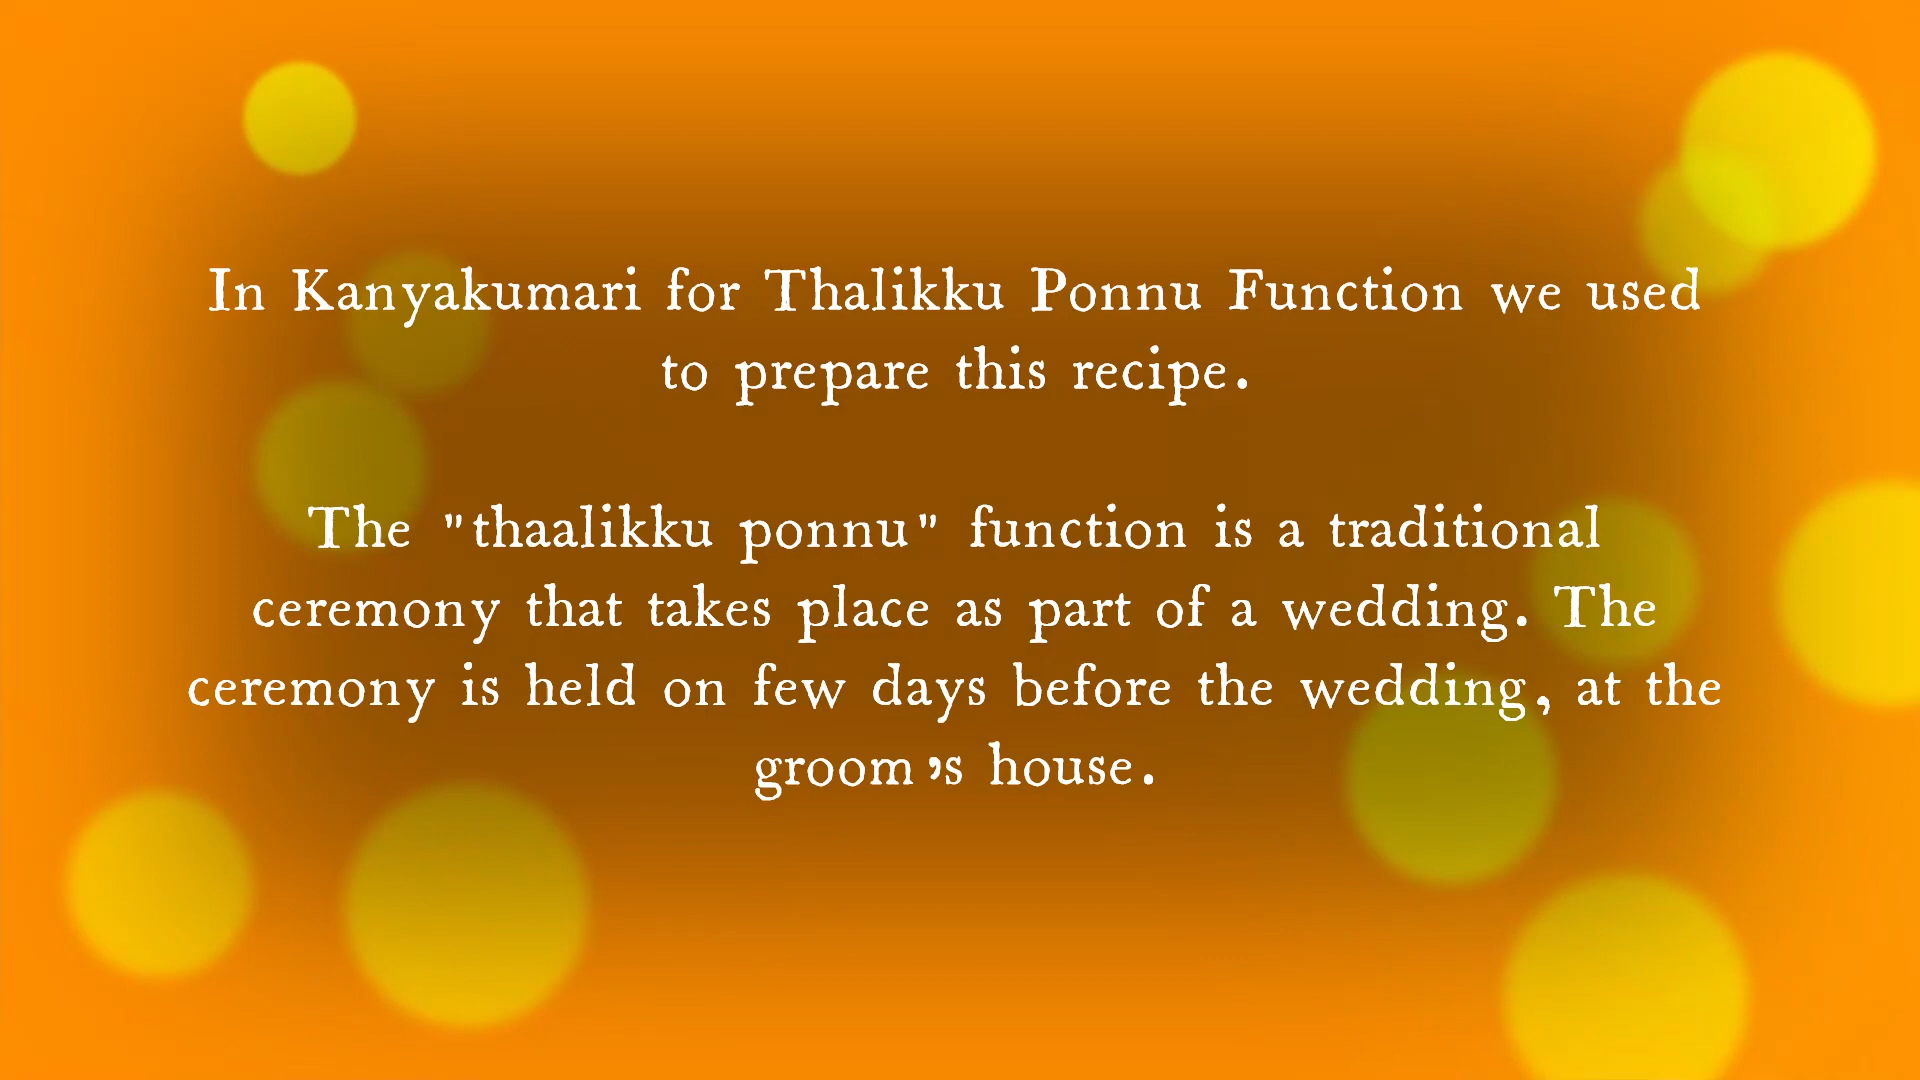 In Kanyakumari for Thalikku Ponnu Function we used
to prepare this recipe.
The "thaalikku ponnu" function is a traditional
ceremony that takes place as part of a wedding. The
ceremony is held on few days before the wedding, at the
groom’s house.